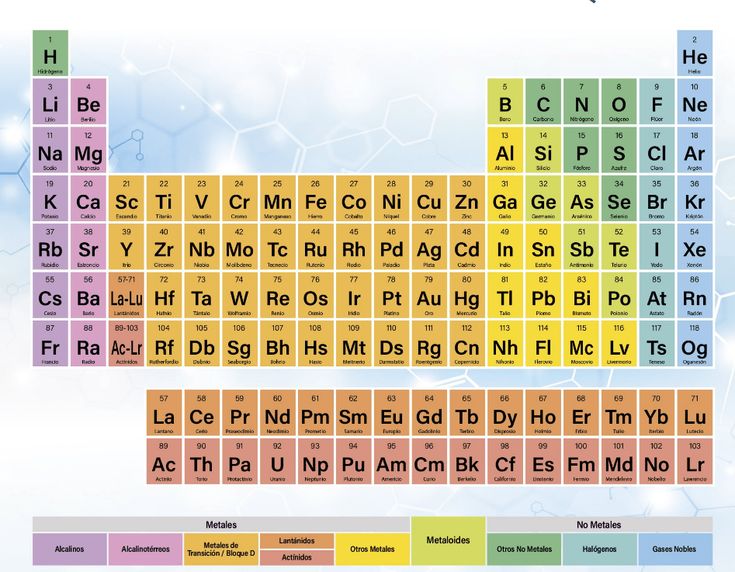 1 2
H He
Hidrógeno Helio
3 4 5 6 7 8 9 10
Li Be B C N O F Ne
Litio Berilio Boro Carbono Nitrógeno Oxígeno Flúor Neón
11 12 13 14 15 16 17 18
Na Mg Al Si P S Cl Ar
Sodio Magnesio Aluminio Silicio Fósforo Azufre Cloro Argón
19 20 21 22 23 24 25 26 27 28 29 30 31 32 33 34 35 36
K Ca Sc Ti V Cr Mn Fe Co Ni Cu Zn Ga Ge As Se Br Kr
Potasio Calcio Escandio Titanio Vanadio Cromo Manganeso Hierro Cobalto Níquel Cobre Zinc Galio Germanio Arsénico Selenio Bromo Kriptón
37 38 39 40 41 42 43 44 45 46 47 48 49 50 51 52 53 54
Rb Sr Y Zr Nb Mo Tc Ru Rh Pd Ag Cd In Sn Sb Te I Xe
Rubidio Estroncio Itrio Circonio Niobio Molibdeno Tecnecio Rutenio Rodio Paladio Plata Cadmio Indio Estaño Antimonio Telurio Yodo Xenón
55 56 57-71 72 73 74 75 76 77 78 79 80 81 82 83 84 85 86
Cs Ba La-Lu Hf Ta W Re Os Ir Pt Au Hg Tl Pb Bi Po At Rn
Cesio Bario Lantánidos Hafnio Tántalo Wolframio Renio Osmio Iridio Platino Oro Mercurio Talio Plomo Bismuto Polonio Astato Radón
87 88 89-103 104 105 106 107 108 109 110 111 112 113 114 115 116 117 118
Fr Ra Ac-Lr Rf Db Sg Bh Hs Mt Ds Rg Cn Nh Fl Mc Lv Ts Og
Francio Radio Actínidos Rutherfordio Dubnio Seaborgio Bohrio Hasio Meitnerio Roentgenio Copernicio Nihonio Flerovio Moscovio Livermorio Teneso Oganesón
57 58 59 60 61 62 63 64 65 66 67 68 69 70 71
La Ce Pr Nd Pm Sm Eu Gd Tb Dy Ho Er Tm Yb Lu
Lantano Cerio Praseodimio Neodimio Prometio Samario Europio Gadolinio Terbio Disprosio Holmio Erbio Tulio Iterbio Lutecio
89 90 91 92 93 94 95 96 97 98 99 100 101 102 103
Ac Th Pa U Np Pu Am Cm Bk Cf Es Fm Md No Lr
Actinio Torio Protactinio Uranio Neptunio Plutonio Americio Curio Berkelio Californio Einstenio Fermio Mendelevio Nobelio Lawrencio
Metales Metaloides No Metales
Alcalinos Alcalinotérreos Metales de
Transición / Bloque D Lantánidos
Actínidos Otros Metales Otros No Metales Halógenos Gases Nobles